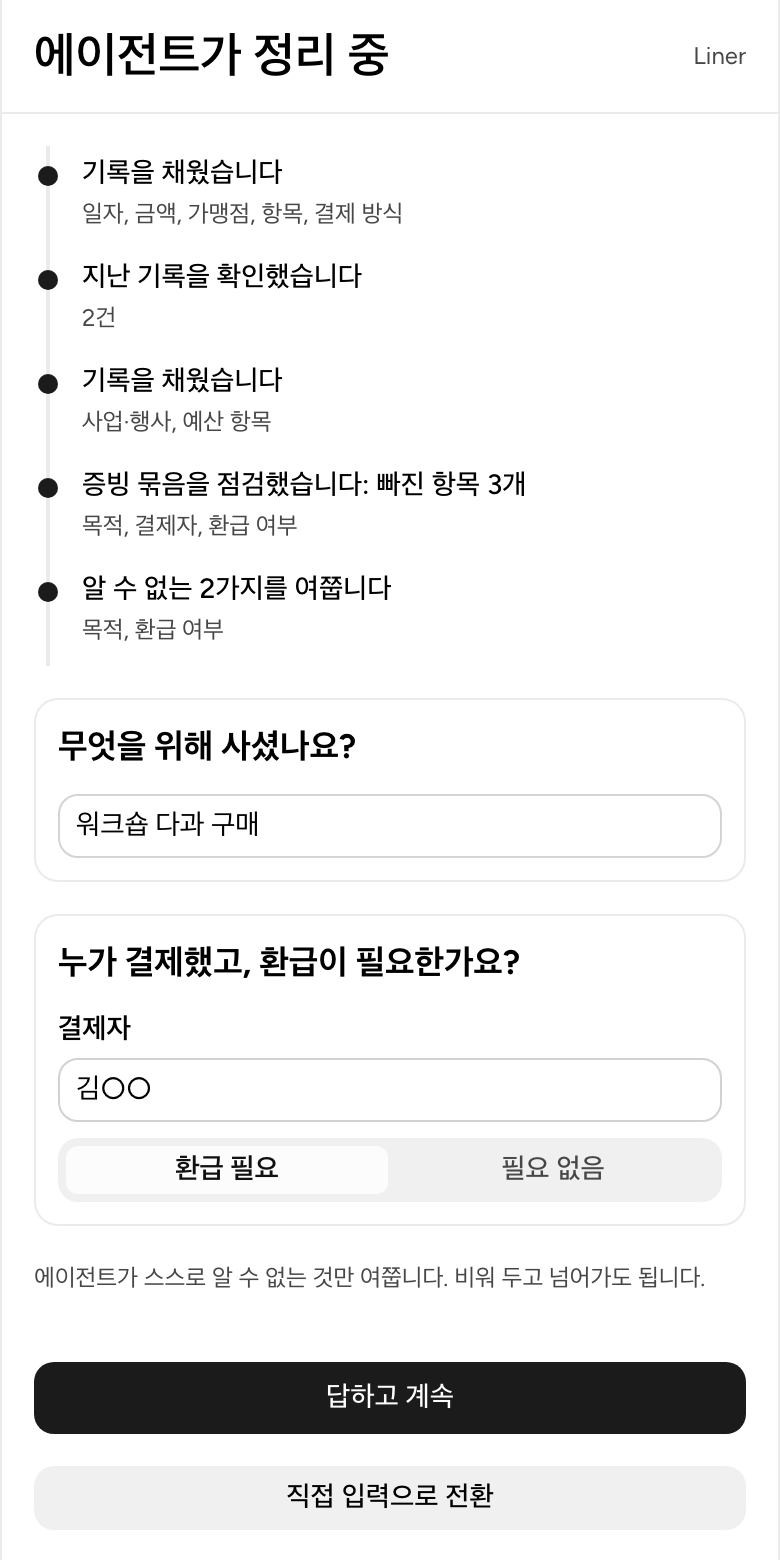 에이전트가 정리 중
Liner
기록을 채웠습니다
일자, 금액, 가맹점, 항목, 결제 방식
지난 기록을 확인했습니다
2건
기록을 채웠습니다
사업·행사, 예산 항목
증빙 묶음을 점검했습니다: 빠진 항목 3개
목적, 결제자, 환급 여부
알 수 없는 2가지를 여쭙니다
목적, 환급 여부
무엇을 위해 사셨나요?
워크숍 다과 구매
누가 결제했고, 환급이 필요한가요?
결제자
김○○
환급 필요
필요 없음
에이전트가 스스로 알 수 없는 것만 여쭙니다. 비워 두고 넘어가도 됩니다.
답하고 계속
직접 입력으로 전환